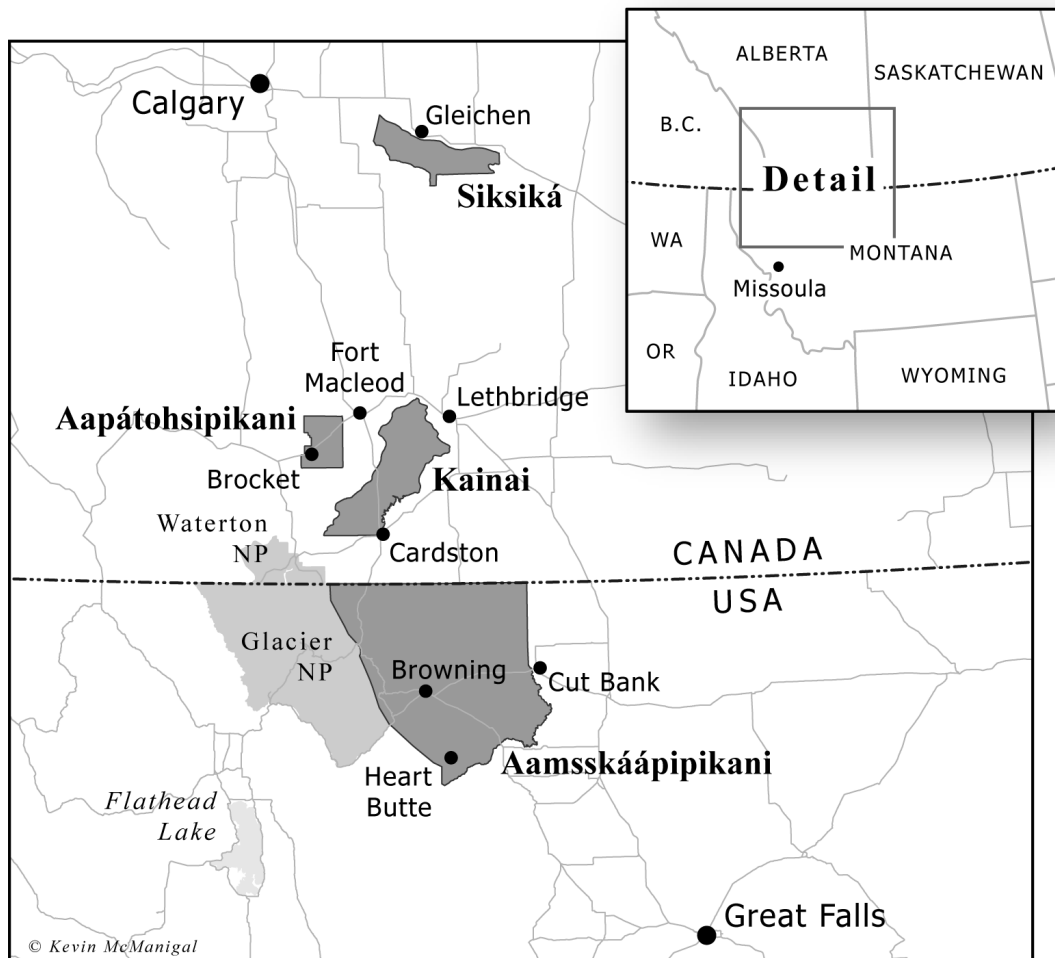 Calgary
Gleichen
Siksiká
Fort
Macleod
Lethbridge
Aapátohsipikani
Brocket
Kainai
Waterton
NP
Cardston
CANADA
USA
Glacier
NP
Browning
Cut Bank
Aamsskáápipikani
Heart
Butte
Flathead
Lake
Great Falls
© Kevin McManigal
ALBERTA
SASKATCHEWAN
B.C.
Detail
WA
MONTANA
Missoula
OR
IDAHO
WYOMING